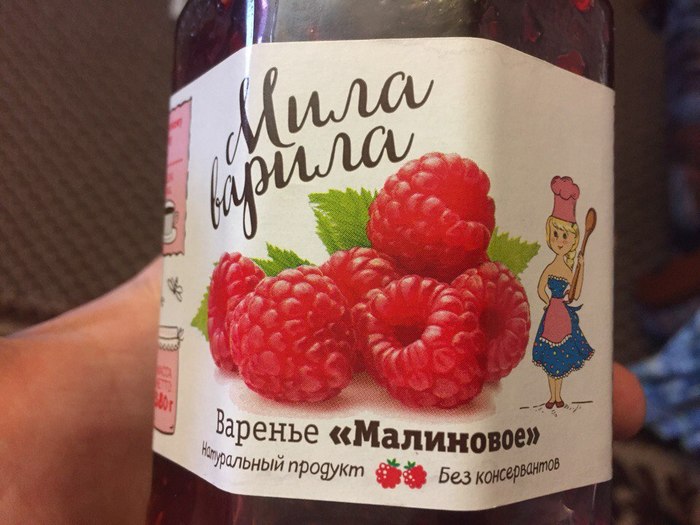 Мила
варила
Варенье «Малиновое»
Натуральный продукт Без консервантов